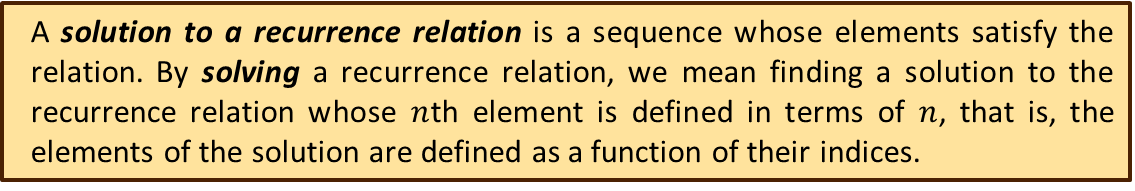 A solution to a recurrence relation is a sequence whose elements satisfy the
relation. By solving a recurrence relation, we mean finding a solution to the
recurrence relation whose 𝑛th element is defined in terms of 𝑛, that is, the
elements of the solution are defined as a function of their indices.